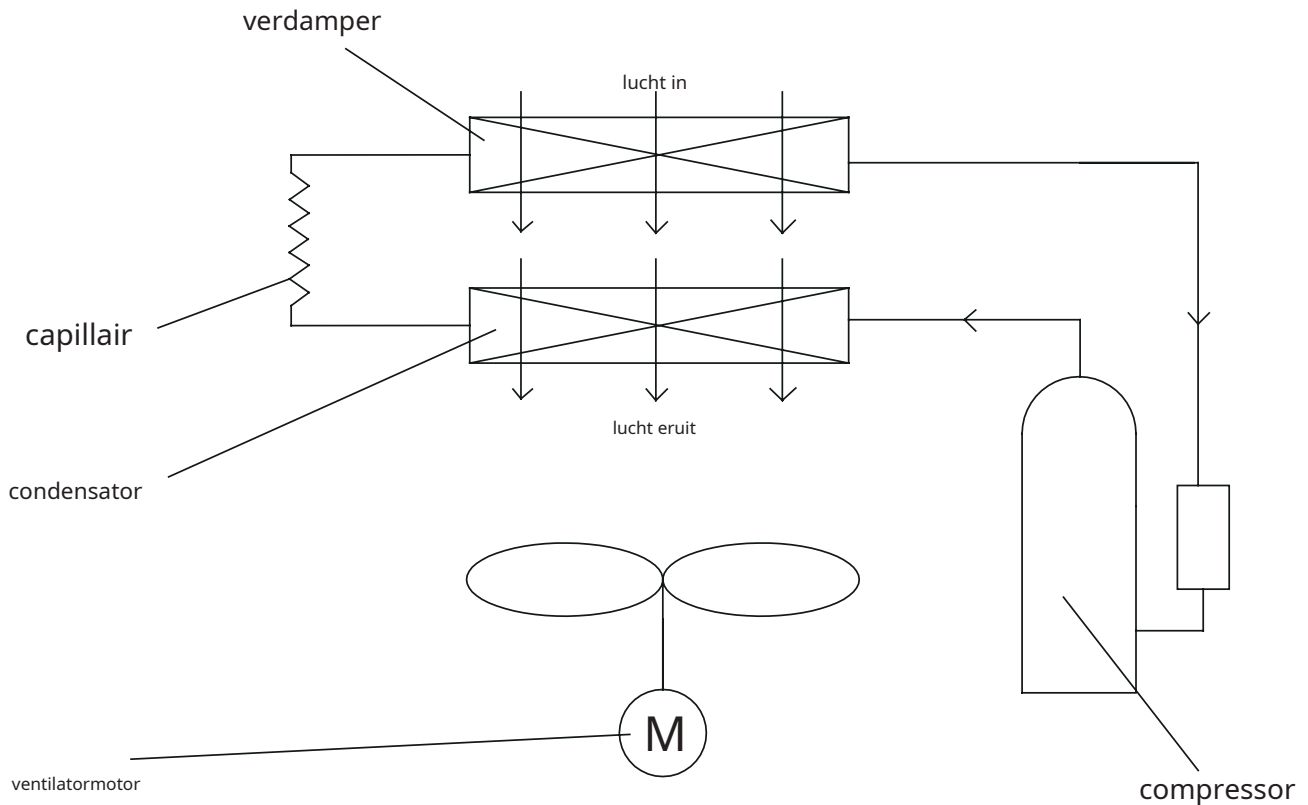 verdamper
lucht in
capillair
lucht eruit
condensator
M
ventilatormotor
compressor